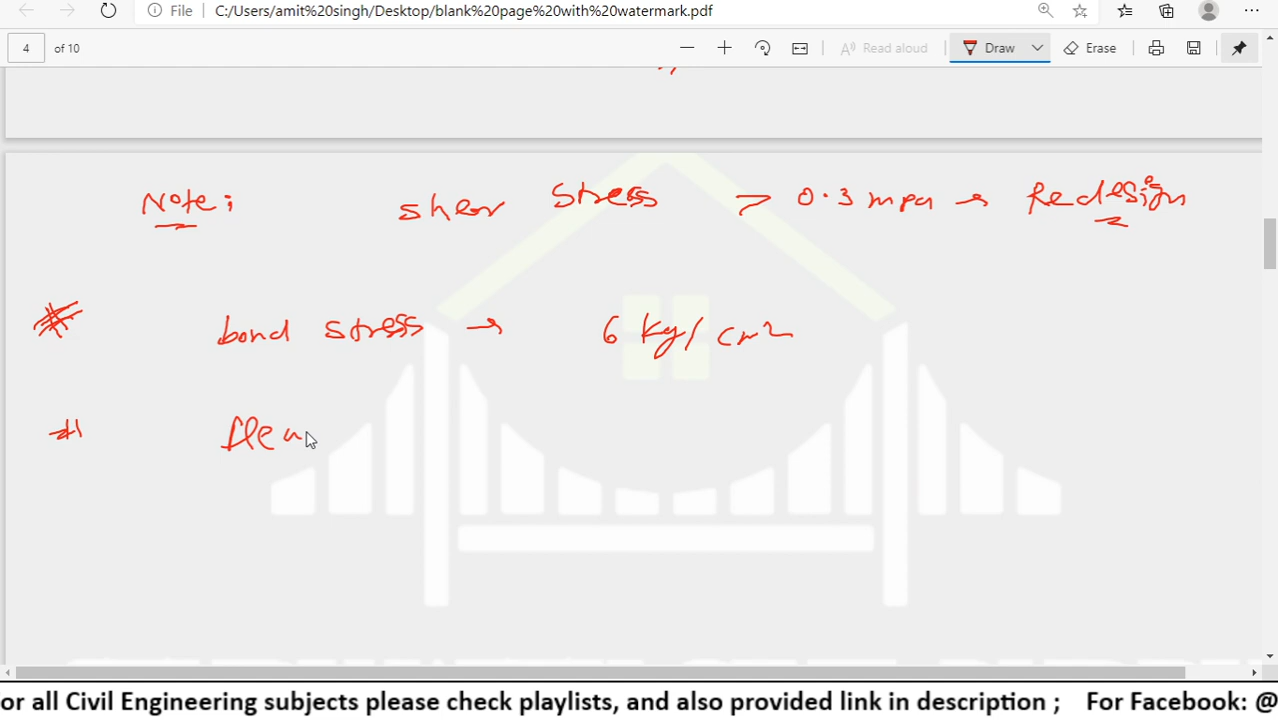 File C:/Users/amit%20singh/Desktop/blank%20page%20with%20watermark.pdf
4 of 10 Read aloud Draw Erase
Note; shear stress > 0.3 mpa → Redesign
bond stress → 6 Kg/cm2
or all Civil Engineering subjects please check playlists, and also provided link in description ; For Facebook: @